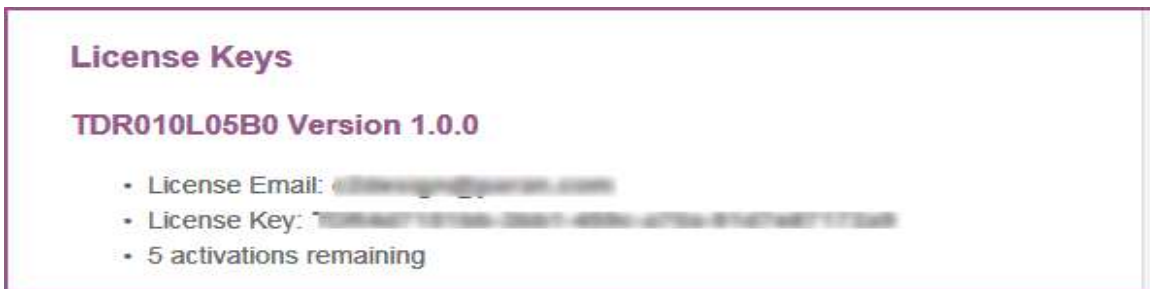 License Keys
TDR010L05B0 Version 1.0.0
• License Email:
• License Key:
• 5 activations remaining